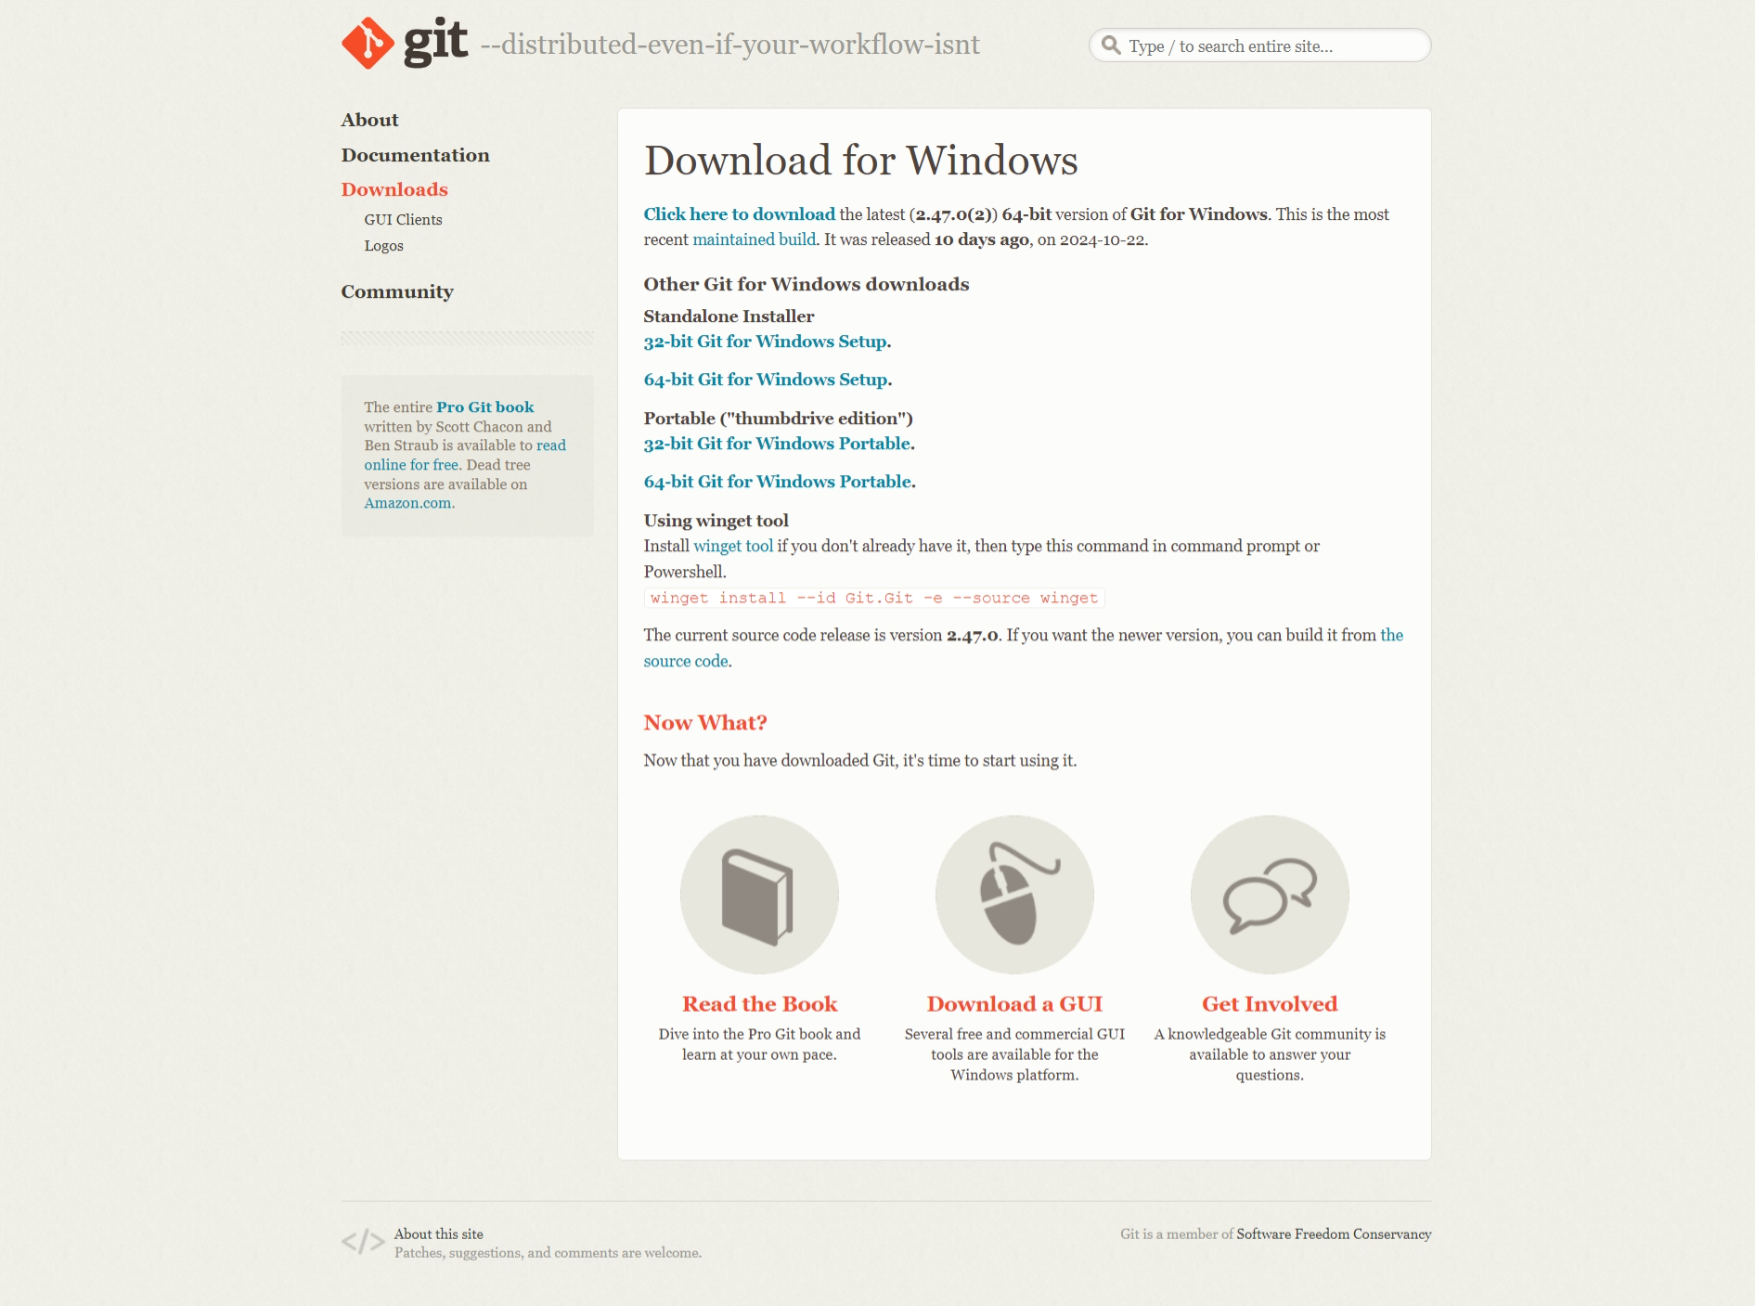 git --distributed-even-if-your-workflow-isnt
Type / to search entire site...
About
Documentation
Downloads
GUI Clients
Logos
Community
The entire Pro Git book
written by Scott Chacon and
Ben Straub is available to read
online for free. Dead tree
versions are available on
Amazon.com.
Download for Windows
Click here to download the latest (2.47.0(2)) 64-bit version of Git for Windows. This is the most
recent maintained build. It was released 10 days ago, on 2024-10-22.
Other Git for Windows downloads
Standalone Installer
32-bit Git for Windows Setup.
64-bit Git for Windows Setup.
Portable ("thumbdrive edition")
32-bit Git for Windows Portable.
64-bit Git for Windows Portable.
Using winget tool
Install winget tool if you don't already have it, then type this command in command prompt or
Powershell.
winget install --id Git.Git -e --source winget
The current source code release is version 2.47.0. If you want the newer version, you can build it from the
source code.
Now What?
Now that you have downloaded Git, it's time to start using it.
Read the Book
Dive into the Pro Git book and
learn at your own pace.
Download a GUI
Several free and commercial GUI
tools are available for the
Windows platform.
Get Involved
A knowledgeable Git community is
available to answer your
questions.
</> About this site
Patches, suggestions, and comments are welcome.
Git is a member of Software Freedom Conservancy